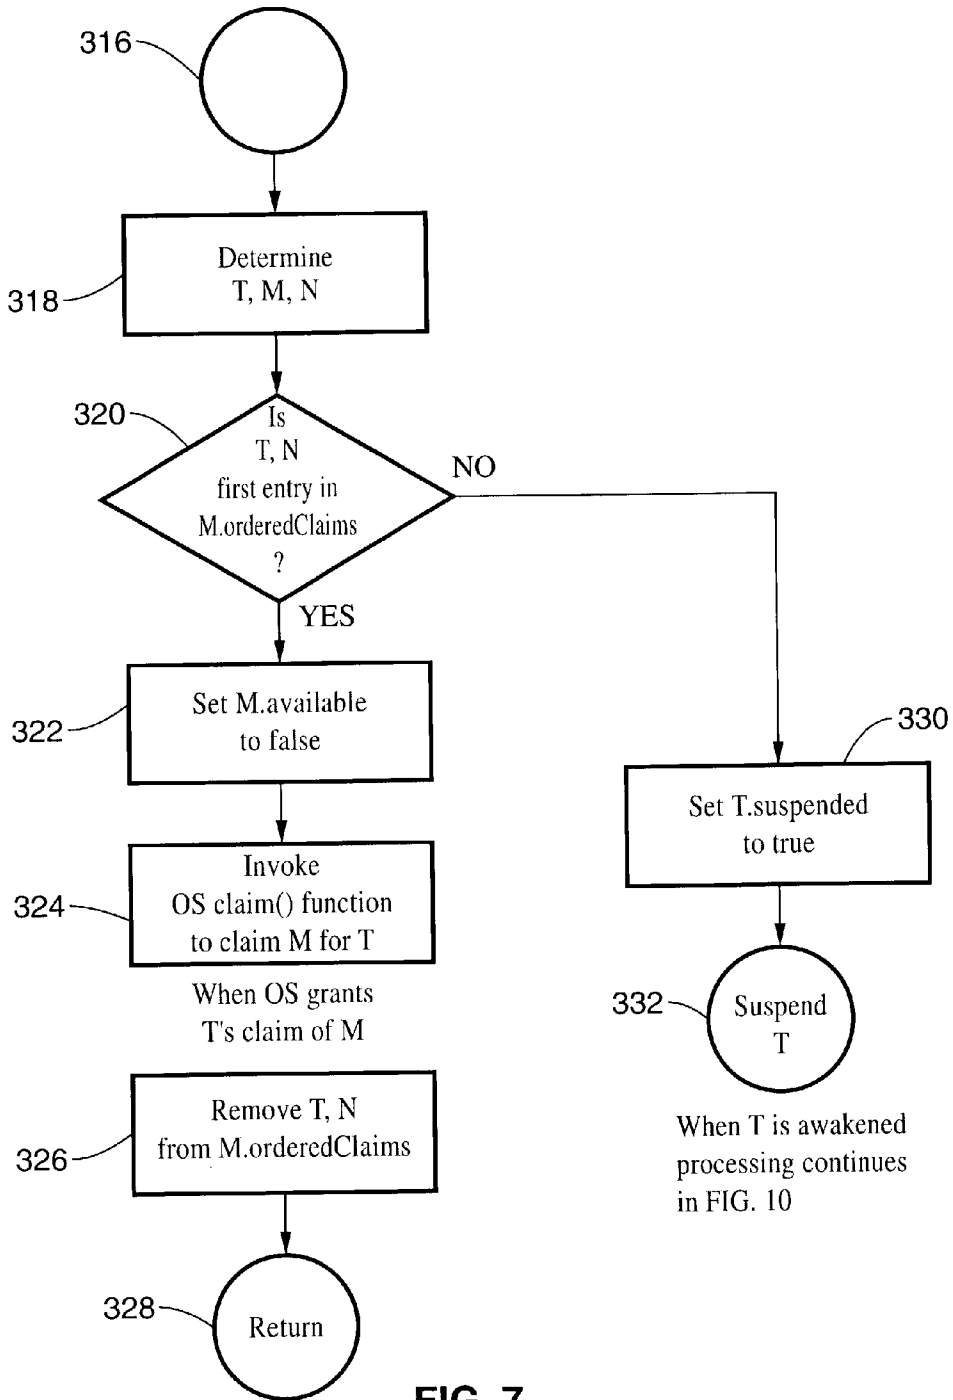 316
Determine
T, M, N
318
320
Is
T, N
first entry in
M.orderedClaims
?
NO
YES
Set M.available
to false
322
330
Set T.suspended
to true
Invoke
OS claim() function
to claim M for T
324
When OS grants
T's claim of M
332
Suspend
T
Remove T, N
from M.orderedClaims
326
When T is awakened
processing continues
in FIG. 10
328
Return
FIG. 7